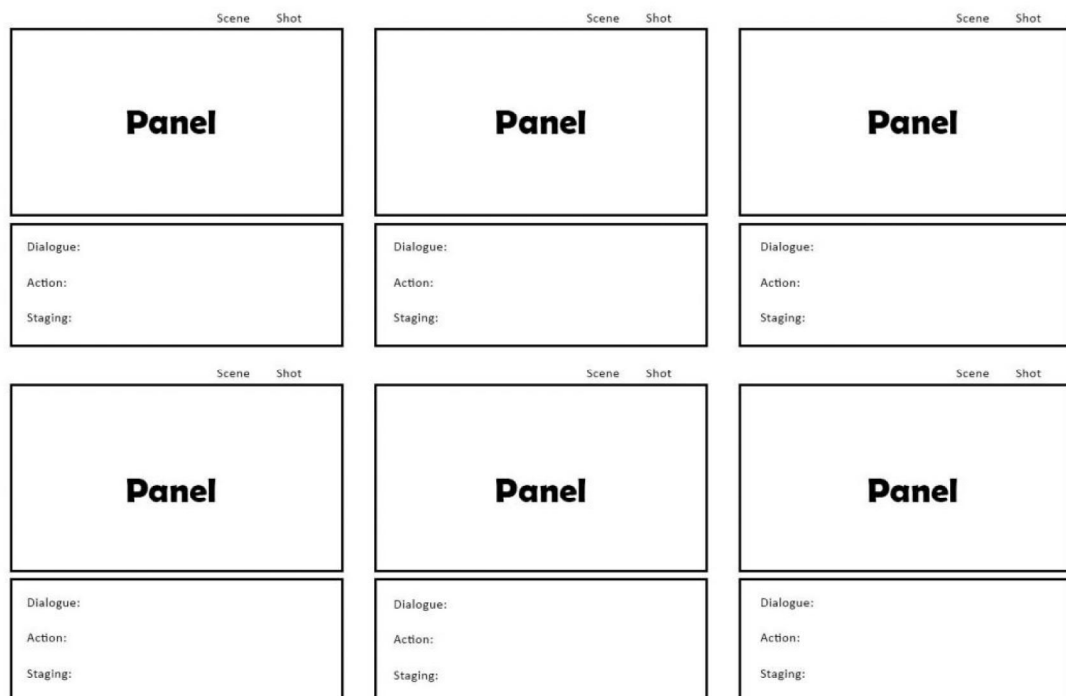 Scene Shot Scene Shot Scene Shot
Panel Panel Panel
Dialogue: Dialogue: Dialogue:
Action: Action: Action:
Staging: Staging: Staging:
Scene Shot Scene Shot Scene Shot
Panel Panel Panel
Dialogue: Dialogue: Dialogue:
Action: Action: Action:
Staging: Staging: Staging: